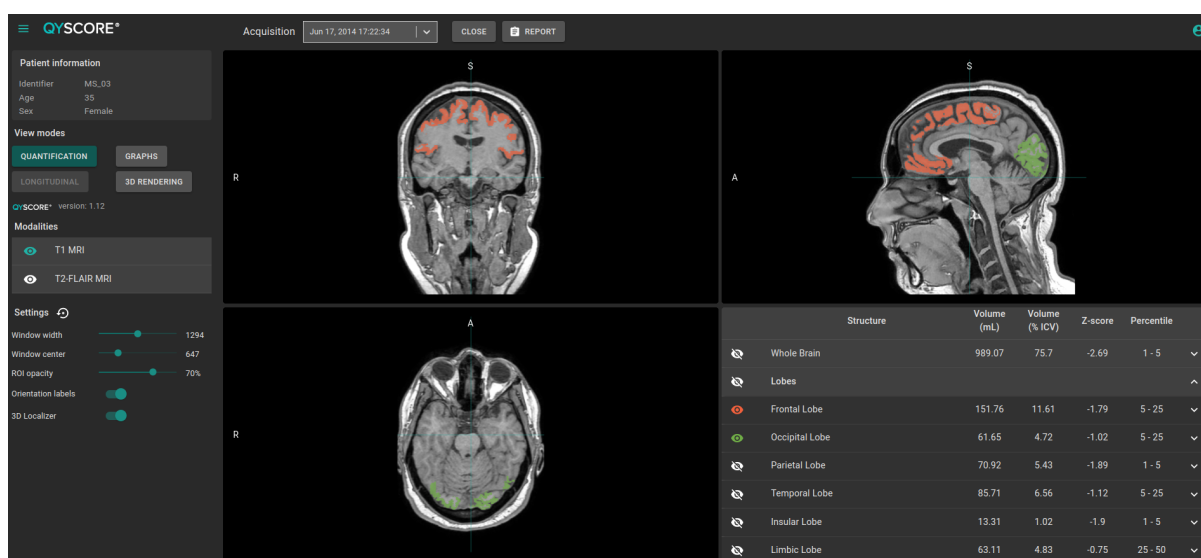 QYSCORE®
Acquisition Jun 17, 2014 17:22:34 CLOSE REPORT
Patient information
Identifier MS_03
Age 35
Sex Female
View modes
QUANTIFICATION GRAPHS
LONGITUDINAL 3D RENDERING
QYSCORE® version: 1.12
Modalities
T1 MRI
T2-FLAIR MRI
Settings
Window width 1294
Window center 647
ROI opacity 70%
Orientation labels
3D Localizer
S
R
S
A
A
R
Structure Volume (mL) Volume (% ICV) Z-score Percentile
Whole Brain 989.07 75.7 -2.69 1 - 5
Lobes
Frontal Lobe 151.76 11.61 -1.79 5 - 25
Occipital Lobe 61.65 4.72 -1.02 5 - 25
Parietal Lobe 70.92 5.43 -1.89 1 - 5
Temporal Lobe 85.71 6.56 -1.12 5 - 25
Insular Lobe 13.31 1.02 -1.9 1 - 5
Limbic Lobe 63.11 4.83 -0.75 25 - 50